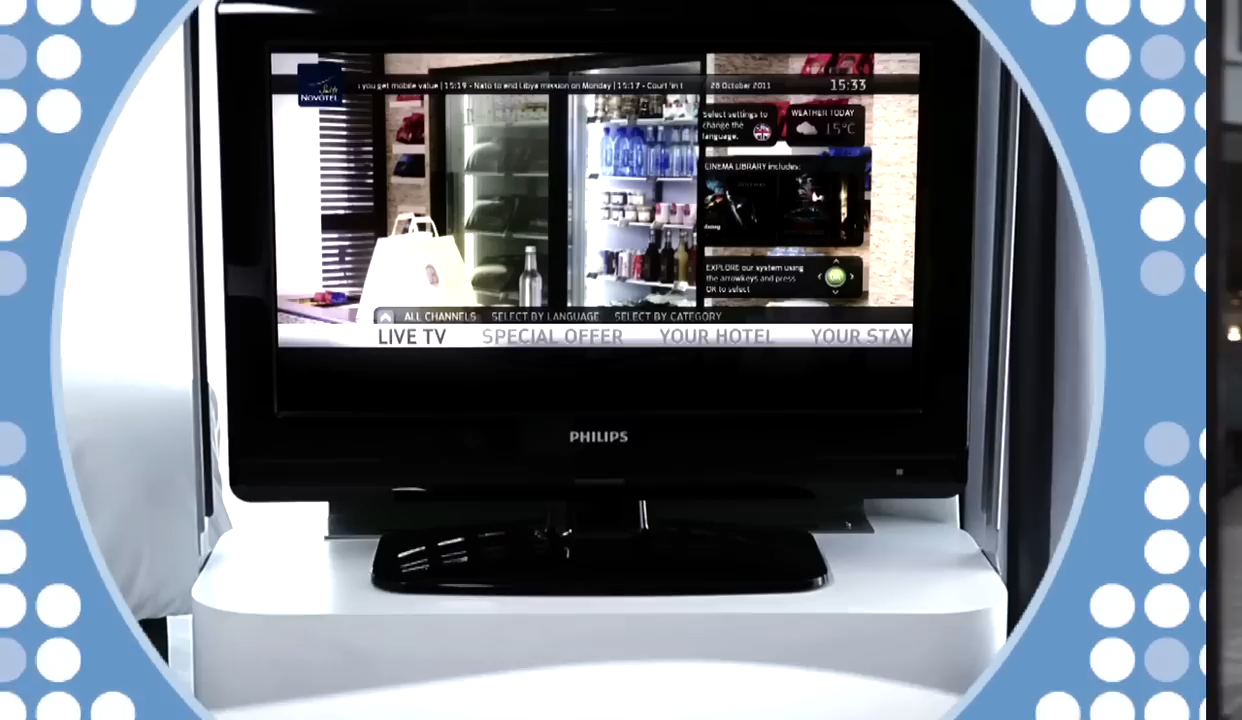 Suite
NOVOTEL
you get mobile value | 15:19 - Nato to end Libya mission on Monday | 15:17 - Court
28 October 2011
15:33
Select settings to
change the
language.
WEATHER TODAY
15°C
CINEMA LIBRARY includes:
EXPLORE our system using
the arrowkeys and press
OK to select
OK
ALL CHANNELS SELECT BY LANGUAGE SELECT BY CATEGORY
LIVE TV SPECIAL OFFER YOUR HOTEL YOUR STAY
PHILIPS